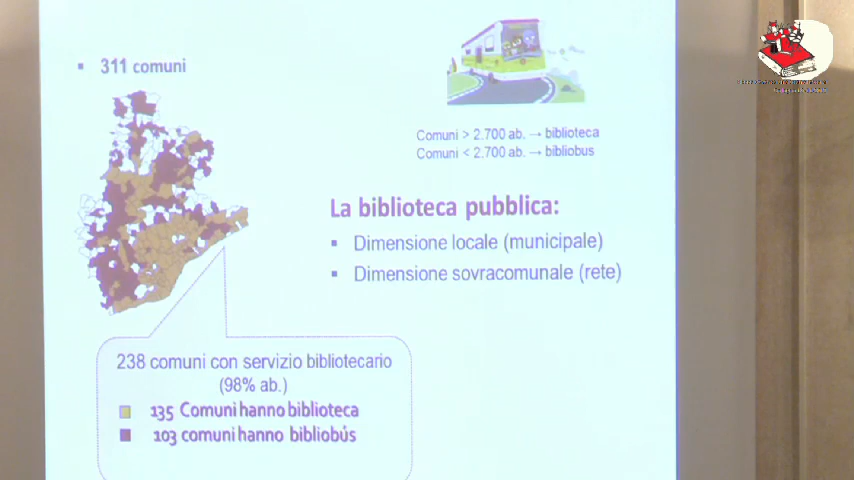 311 comuni
Comuni > 2.700 ab. → biblioteca
Comuni < 2.700 ab. → bibliobus
La biblioteca pubblica:
Dimensione locale (municipale)
Dimensione sovracomunale (rete)
238 comuni con servizio bibliotecario
(98% ab.)
135 Comuni hanno biblioteca
103 comuni hanno bibliobús